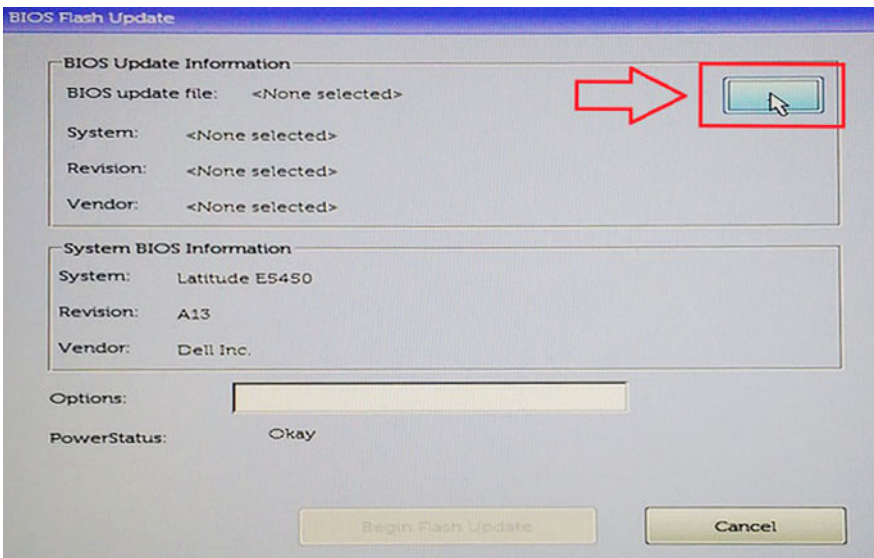 BIOS Flash Update
BIOS Update Information
BIOS update file: <None selected>
System: <None selected>
Revision: <None selected>
Vendor: <None selected>
System BIOS Information
System: Latitude E5450
Revision: A13
Vendor: Dell Inc.
Options:
PowerStatus: Okay
Begin Flash Update Cancel